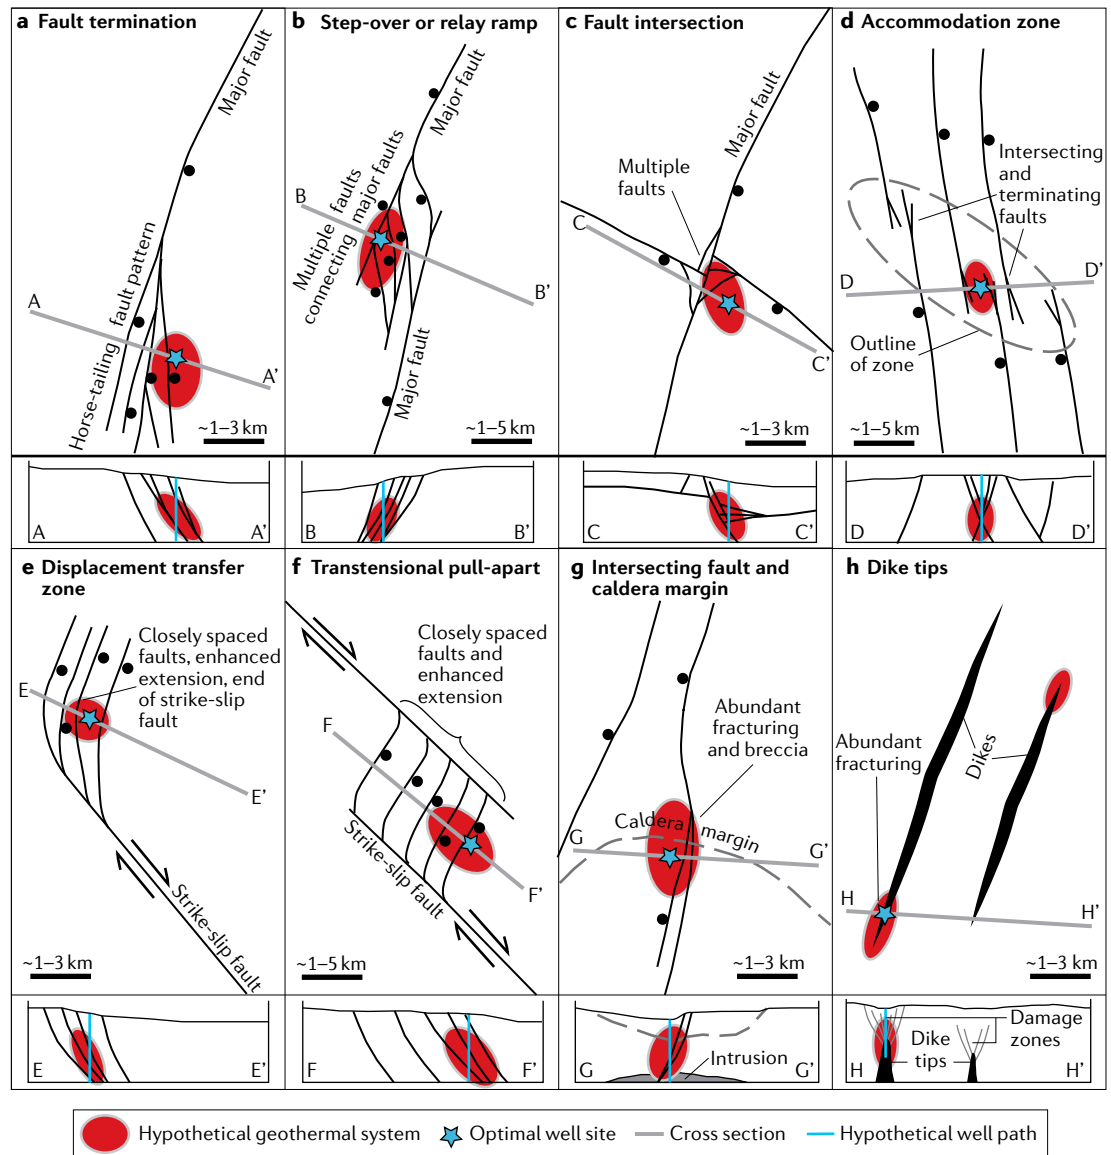 a Fault termination
Major fault
Horse-tailing fault pattern
A
A'
~1–3 km
A
A'
b Step-over or relay ramp
Major fault
Multiple faults
connecting major faults
B
B'
Major fault
~1–5 km
B
B'
c Fault intersection
Major fault
Multiple
faults
C
C'
~1–3 km
C
C'
d Accommodation zone
Intersecting
and
terminating
faults
D
D'
Outline
of zone
~1–5 km
D
D'
e Displacement transfer
zone
Closely spaced
faults, enhanced
extension, end
of strike-slip
fault
E
E'
Strike-slip fault
~1–3 km
E
E'
f Transtensional pull-apart
Closely spaced
faults and
enhanced
extension
F
F'
Strike-slip fault
~1–5 km
F
F'
g Intersecting fault and
caldera margin
Abundant
fracturing
and breccia
Caldera margin
G
G'
~1–3 km
Intrusion
G
G'
h Dike tips
Abundant
fracturing
Dikes
H
H'
~1–3 km
Damage
zones
Dike
tips
H
H'
Hypothetical geothermal system
Optimal well site
Cross section
Hypothetical well path